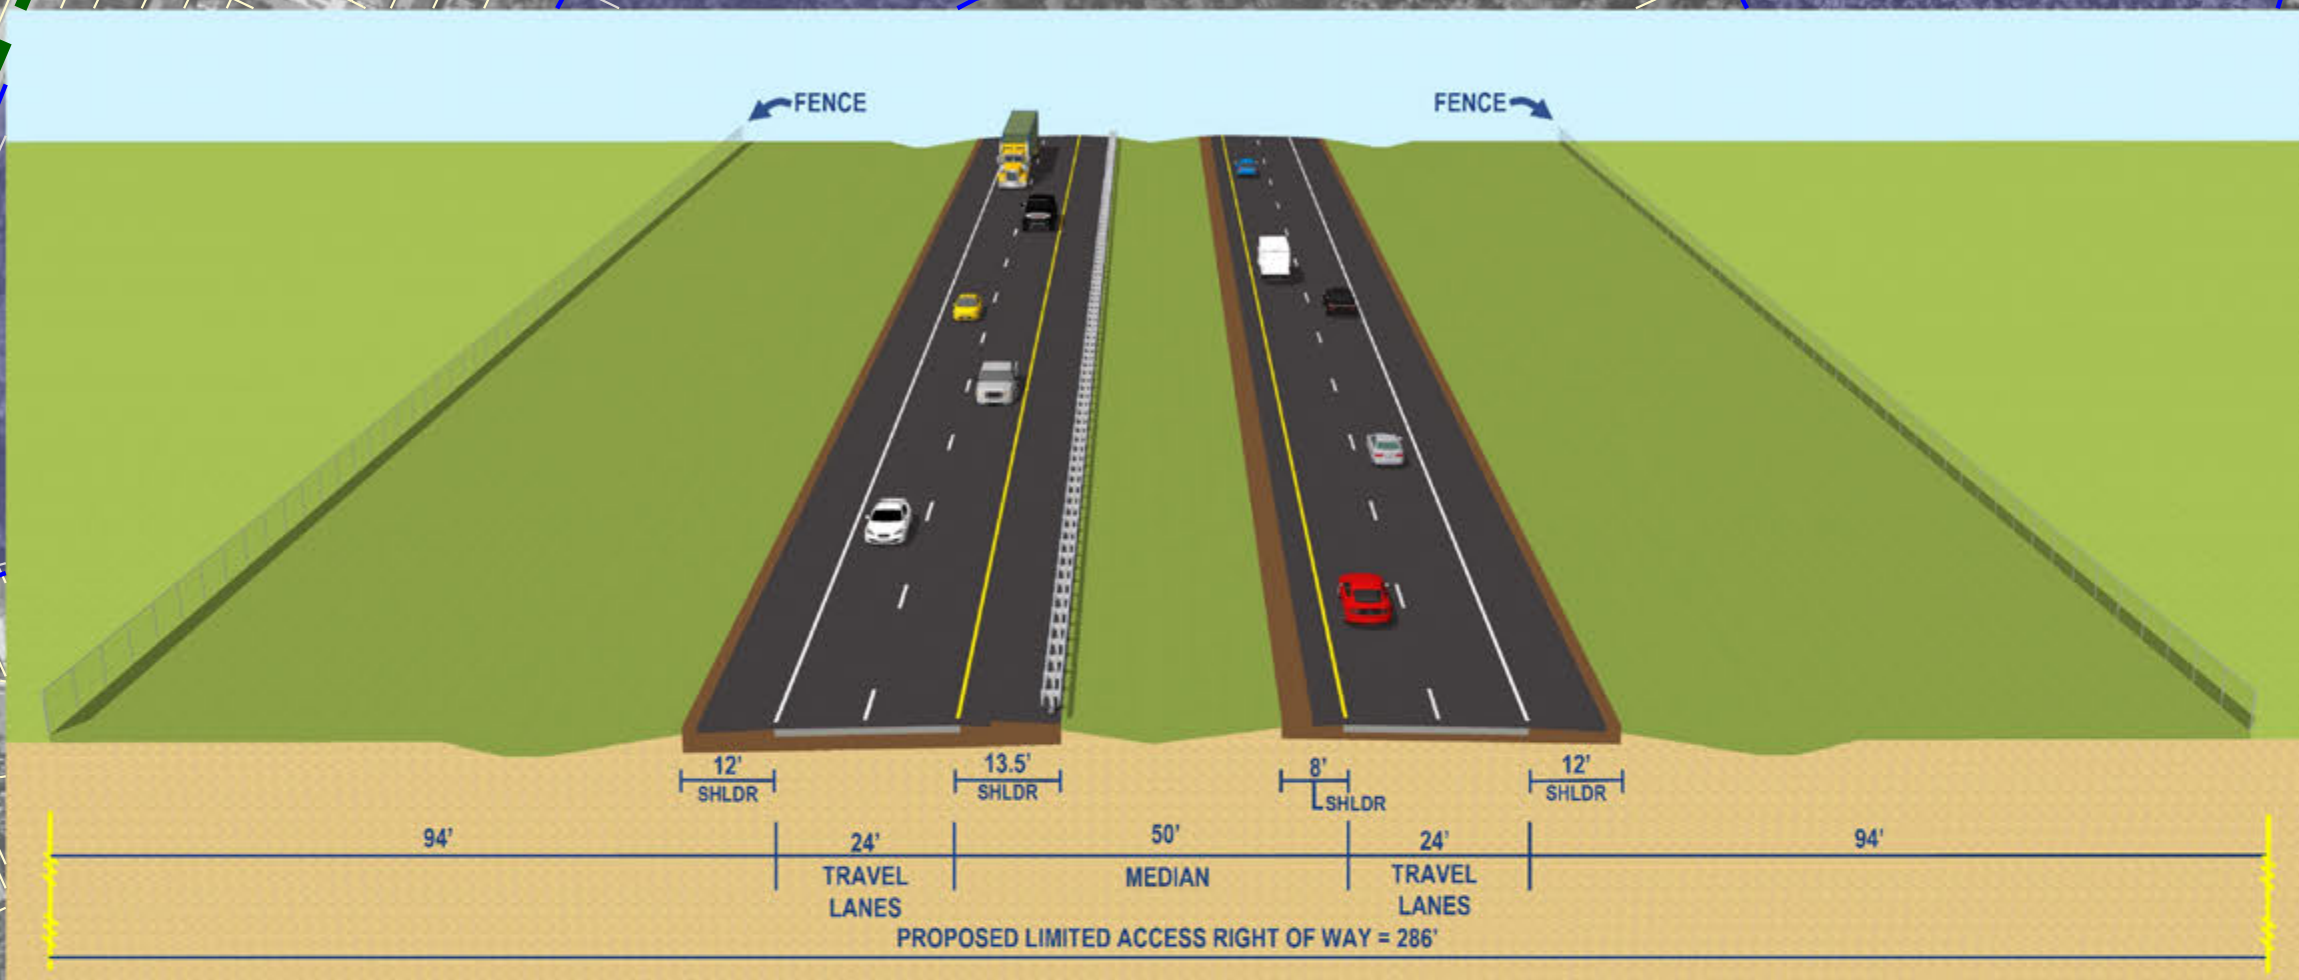 FENCE
FENCE
12'
SHLDR
13.5'
SHLDR
8'
SHLDR
12'
SHLDR
94'
24'
TRAVEL
LANES
50'
MEDIAN
24'
TRAVEL
LANES
94'
PROPOSED LIMITED ACCESS RIGHT OF WAY = 286'